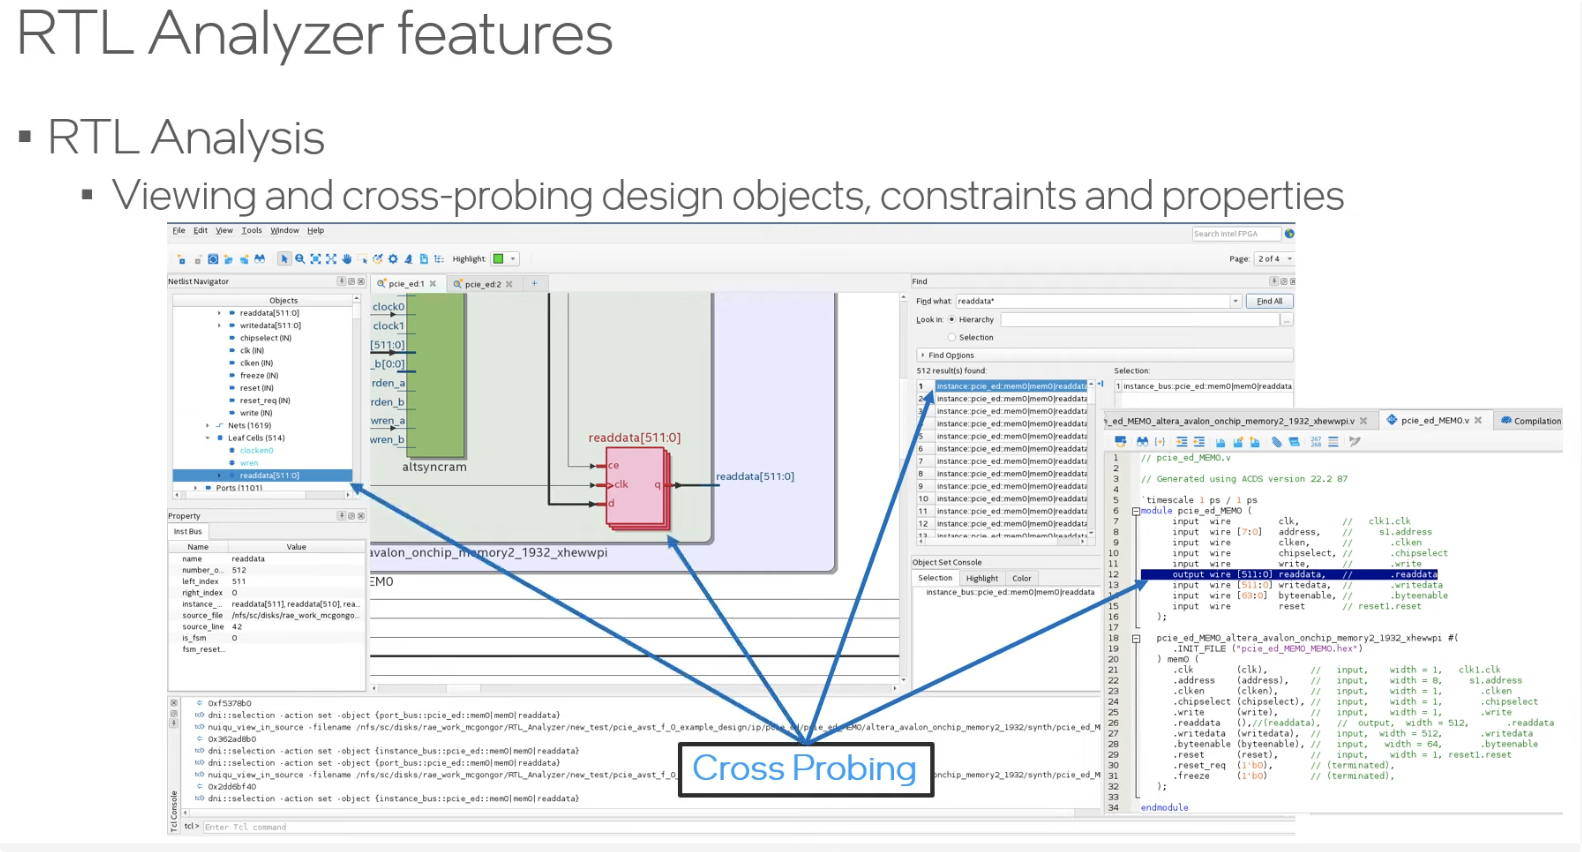 RTL Analyzer features
▪ RTL Analysis
▪ Viewing and cross-probing design objects, constraints and properties
File Edit View Tools Window Help
Search Intel FPGA
Highlight:
Page: 2 of 4
Netlist Navigator
Objects
readdata[511:0]
writedata[511:0]
chipselect (IN)
clk (IN)
clken (IN)
freeze (IN)
reset (IN)
reset_req (IN)
write (IN)
Nets (1619)
Leaf Cells (514)
clocken0
wren
readdata[511:0]
Ports (1101)
Property
Inst Bus
Name Value
name readdata
number_o... 512
left_index 511
right_index 0
instance_... readdata[511], readdata[510], rea...
source_file /nfs/sc/disks/rae_work_mcgongo...
source_line 42
is_fsm 0
fsm_reset...
pcie_ed:1
pcie_ed:2
+
clock0
clock1
[511:0]
_b[0:0]
rden_a
rden_b
wren_a
wren_b
altsyncram
readdata[511:0]
ce
clk q
d
readdata[511:0]
avalon_onchip_memory2_1932_xhewwpi
EM0
Find
Find what: readdata* Find All
Look in: Hierarchy
...
Selection
Find Options
512 result(s) found:
1 instance:pcie_ed:mem0|mem0|readdata
2 instance:pcie_ed:mem0|mem0|readdata
3 instance:pcie_ed:mem0|mem0|readdata
instance:pcie_ed:mem0|mem0|readdata
5 instance:pcie_ed:mem0|mem0|readdata
6 instance:pcie_ed:mem0|mem0|readdata
7 instance:pcie_ed:mem0|mem0|readdata
8 instance:pcie_ed:mem0|mem0|readdata
9 instance:pcie_ed:mem0|mem0|readdata
10 instance:pcie_ed:mem0|mem0|readdata
11 instance:pcie_ed:mem0|mem0|readdata
12 instance:pcie_ed:mem0|mem0|readdata
13 instance:pcie_ed:mem0|mem0|readdata
Selection:
1 instance_bus:pcie_ed:mem0|mem0|readdata
Object Set Console
Selection Highlight Color
instance_bus:pcie_ed:mem0|mem0|readdata
_ed_MEM0_altera_avalon_onchip_memory2_1932_xhewwpi.v
pcie_ed_MEM0.v
Compilation
1 // pcie_ed_MEM0.v
2
3 // Generated using ACDS version 22.2 87
4
5 `timescale 1 ps / 1 ps
6 module pcie_ed_MEM0 (
7 input wire clk, // clk1.clk
8 input wire [7:0] address, // s1.address
9 input wire clken, // .clken
10 input wire chipselect, // .chipselect
11 input wire write, // .write
12 output wire [511:0] readdata, // .readdata
13 input wire [511:0] writedata, // .writedata
14 input wire [63:0] byteenable, // .byteenable
15 input wire reset // reset1.reset
16 );
17
18 pcie_ed_MEM0_altera_avalon_onchip_memory2_1932_xhewwpi #(
19 .INIT_FILE ("pcie_ed_MEM0_MEM0.hex")
20 ) mem0 (
21 .clk (clk), // input, width = 1, clk1.clk
22 .address (address), // input, width = 8, s1.address
23 .clken (clken), // input, width = 1, .clken
24 .chipselect (chipselect), // input, width = 1, .chipselect
25 .write (write), // input, width = 1, .write
26 .readdata (),//(readdata), // output, width = 512, .readdata
27 .writedata (writedata), // input, width = 512, .writedata
28 .byteenable (byteenable), // input, width = 64, .byteenable
29 .reset (reset), // input, width = 1, reset1.reset
30 .reset_req (1'b0), // (terminated),
31 .freeze (1'b0) // (terminated),
32 );
33
34 endmodule
0xf5378b0
tcl> dni::selection -action set -object {port_bus::pcie_ed::mem0|mem0|readdata}
tcl> nuiqu_view_in_source -filename /nfs/sc/disks/rae_work_mcgongor/RTL_Analyzer/new_test/pcie_avst_f_0_example_design/ip/pcie_ed/pcie_ed_MEM0/altera_avalon_onchip_memory2_1932/synth/pcie_ed_M
0x362ad8b0
tcl> dni::selection -action set -object {instance_bus::pcie_ed::mem0|mem0|readdata}
tcl> dni::selection -action set -object {port_bus::pcie_ed::mem0|mem0|readdata}
tcl> nuiqu_view_in_source -filename /nfs/sc/disks/rae_work_mcgongor/RTL_Analyzer/new_test/pcie_avst_f_0 onchip_memory2_1932/synth/pcie_ed_M
0x2dd6bf40
tcl> dni::selection -action set -object {instance_bus::pcie_ed::mem0|mem0|readdata}
Tcl Console
tcl> Enter Tcl command
Cross Probing